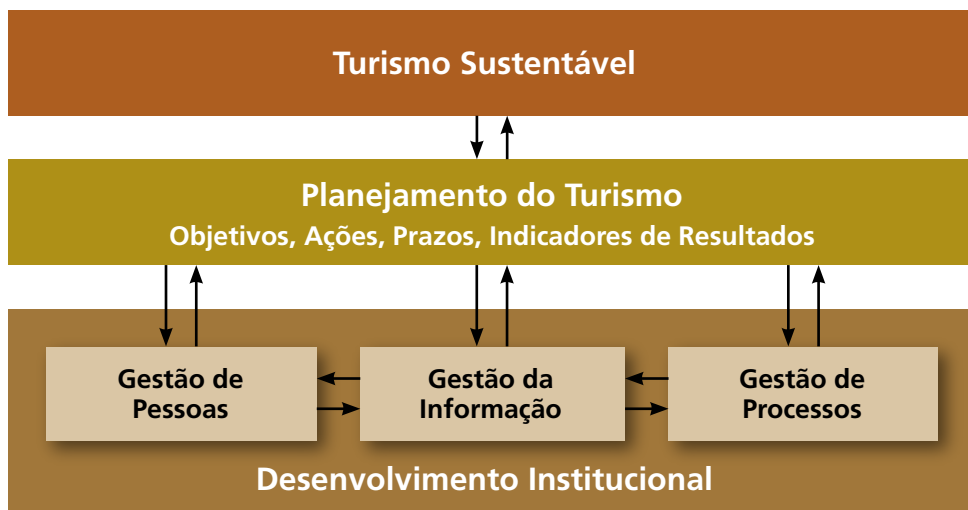 Turismo Sustentável
Planejamento do Turismo
Objetivos, Ações, Prazos, Indicadores de Resultados
Gestão de
Pessoas
Gestão da
Informação
Gestão de
Processos
Desenvolvimento Institucional